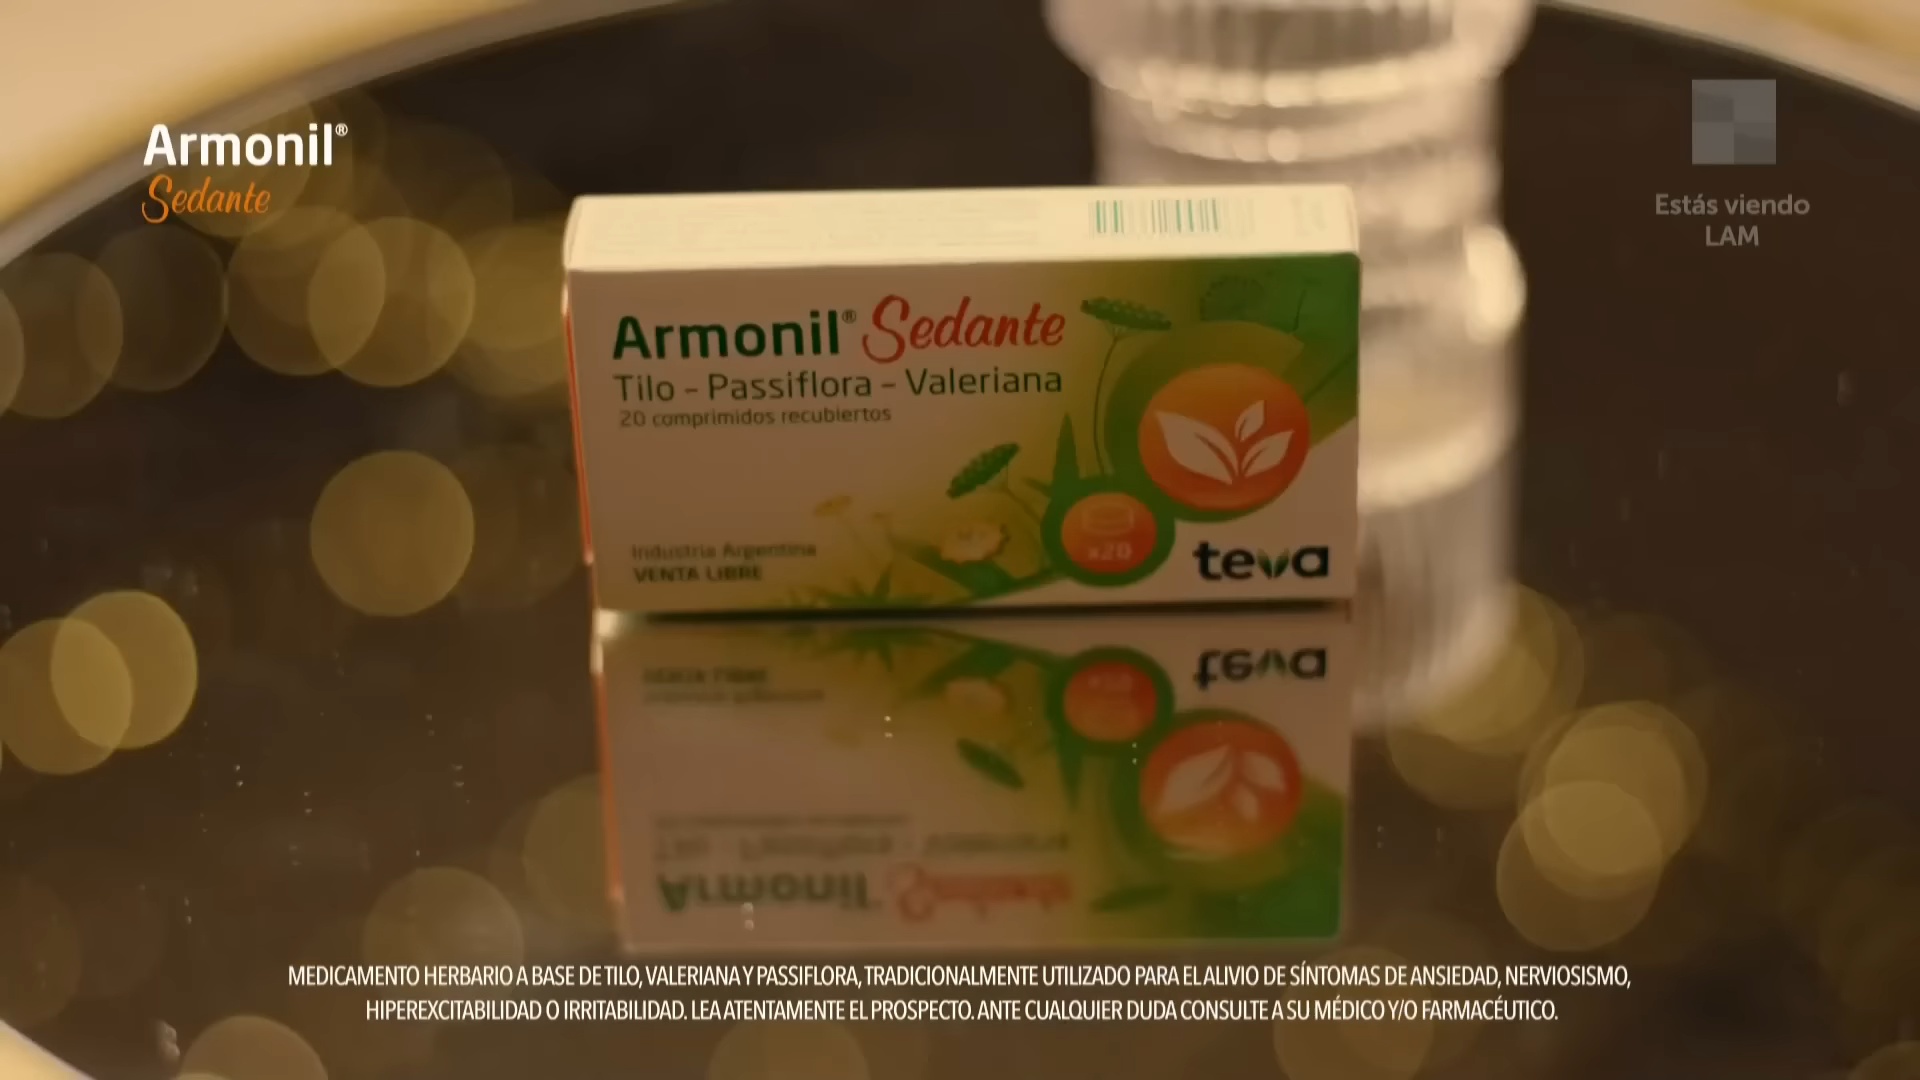 Armonil®
Sedante
Estás viendo
LAM
Armonil® Sedante
Tilo - Passiflora - Valeriana
20 comprimidos recubiertos
x20
Industria Argentina
VENTA LIBRE
teva
MEDICAMENTO HERBARIO A BASE DE TILO, VALERIANA Y PASSIFLORA, TRADICIONALMENTE UTILIZADO PARA EL ALIVIO DE SÍNTOMAS DE ANSIEDAD, NERVIOSISMO,
HIPEREXCITABILIDAD O IRRITABILIDAD. LEA ATENTAMENTE EL PROSPECTO. ANTE CUALQUIER DUDA CONSULTE A SU MÉDICO Y/O FARMACÉUTICO.